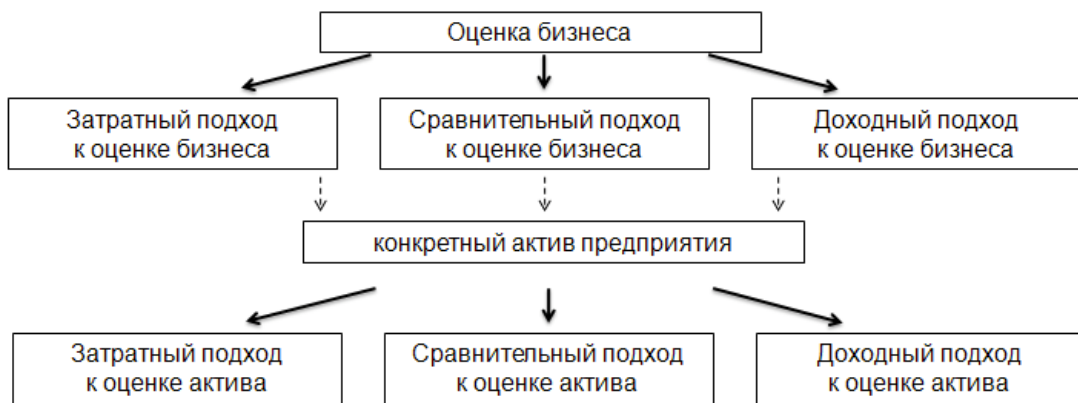 Оценка бизнеса
Затратный подход
к оценке бизнеса
Сравнительный подход
к оценке бизнеса
Доходный подход
к оценке бизнеса
конкретный актив предприятия
Затратный подход
к оценке актива
Сравнительный подход
к оценке актива
Доходный подход
к оценке актива